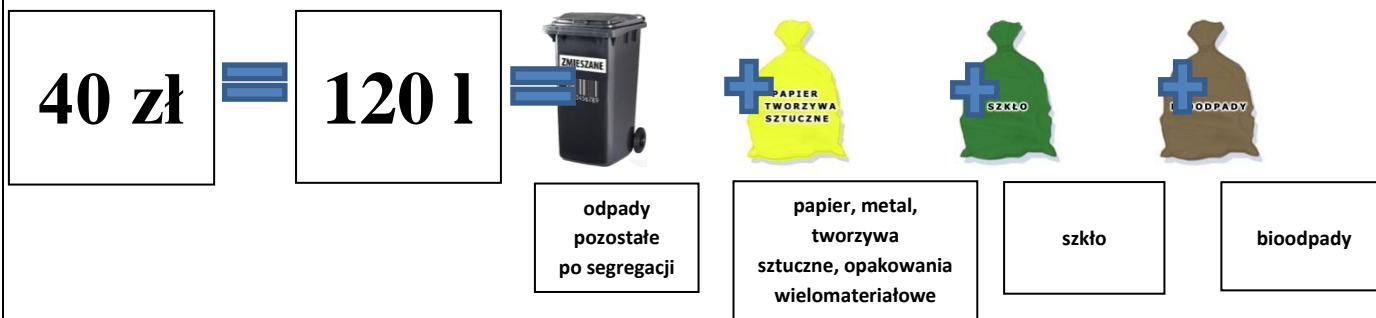 40 zł
120 l
ZMIESZANE
PAPIER
TWORZYWA
SZTUCZNE
SZKŁO
odpady
pozostałe
po segregacji
papier, metal,
tworzywa
sztuczne, opakowania
wielomateriałowe
szkło
bioodpady